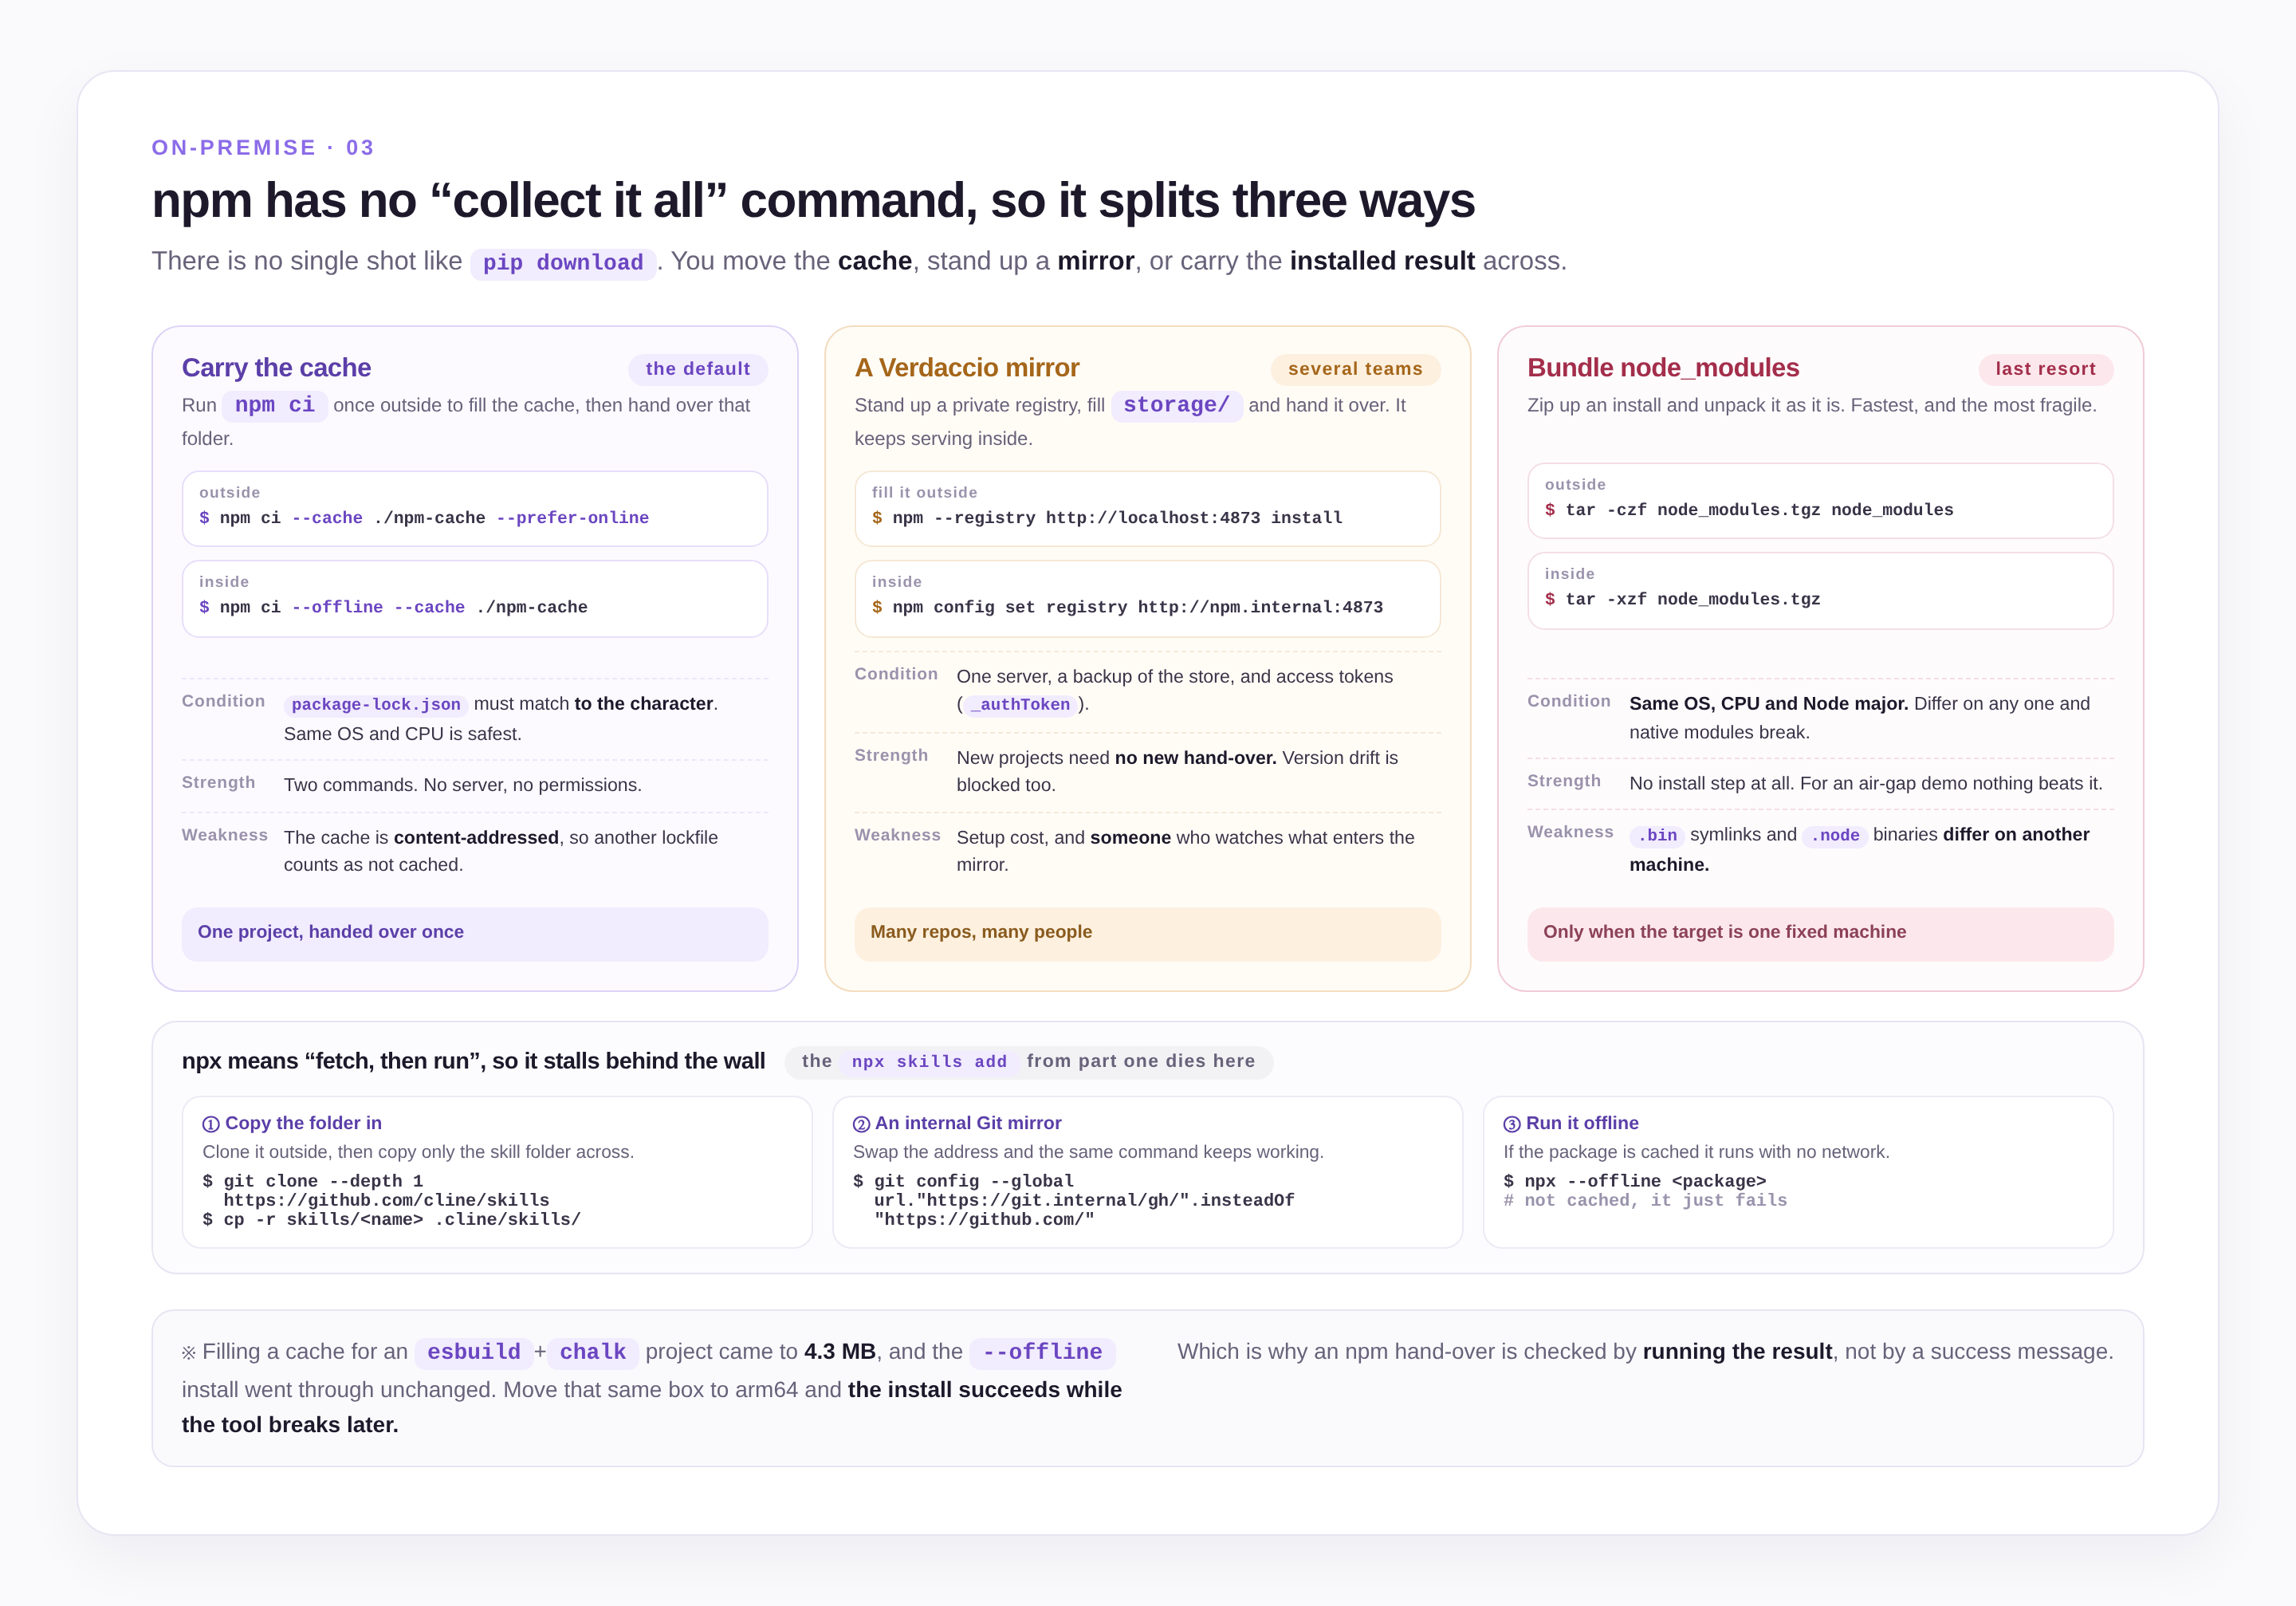 ON-PREMISE · 03
npm has no “collect it all” command, so it splits three ways
There is no single shot like pip download. You move the cache, stand up a mirror, or carry the installed result across.
Carry the cache
the default
Run npm ci once outside to fill the cache, then hand over that
folder.
outside
$ npm ci --cache ./npm-cache --prefer-online
inside
$ npm ci --offline --cache ./npm-cache
Condition
package-lock.json must match to the character.
Same OS and CPU is safest.
Strength
Two commands. No server, no permissions.
Weakness
The cache is content-addressed, so another lockfile
counts as not cached.
One project, handed over once
A Verdaccio mirror
several teams
Stand up a private registry, fill storage/ and hand it over. It
keeps serving inside.
fill it outside
$ npm --registry http://localhost:4873 install
inside
$ npm config set registry http://npm.internal:4873
Condition
One server, a backup of the store, and access tokens
(_authToken).
Strength
New projects need no new hand-over. Version drift is
blocked too.
Weakness
Setup cost, and someone who watches what enters the
mirror.
Many repos, many people
Bundle node_modules
last resort
Zip up an install and unpack it as it is. Fastest, and the most fragile.
outside
$ tar -czf node_modules.tgz node_modules
inside
$ tar -xzf node_modules.tgz
Condition
Same OS, CPU and Node major. Differ on any one and
native modules break.
Strength
No install step at all. For an air-gap demo nothing beats it.
Weakness
.bin symlinks and .node binaries differ on another
machine.
Only when the target is one fixed machine
npx means “fetch, then run”, so it stalls behind the wall
the npx skills add from part one dies here
① Copy the folder in
Clone it outside, then copy only the skill folder across.
$ git clone --depth 1
https://github.com/cline/skills
$ cp -r skills/<name> .cline/skills/
② An internal Git mirror
Swap the address and the same command keeps working.
$ git config --global
url."https://git.internal/gh/".insteadOf
"https://github.com/"
③ Run it offline
If the package is cached it runs with no network.
$ npx --offline <package>
# not cached, it just fails
※ Filling a cache for an esbuild+chalk project came to 4.3 MB, and the --offline
install went through unchanged. Move that same box to arm64 and the install succeeds while
the tool breaks later.
Which is why an npm hand-over is checked by running the result, not by a success message.